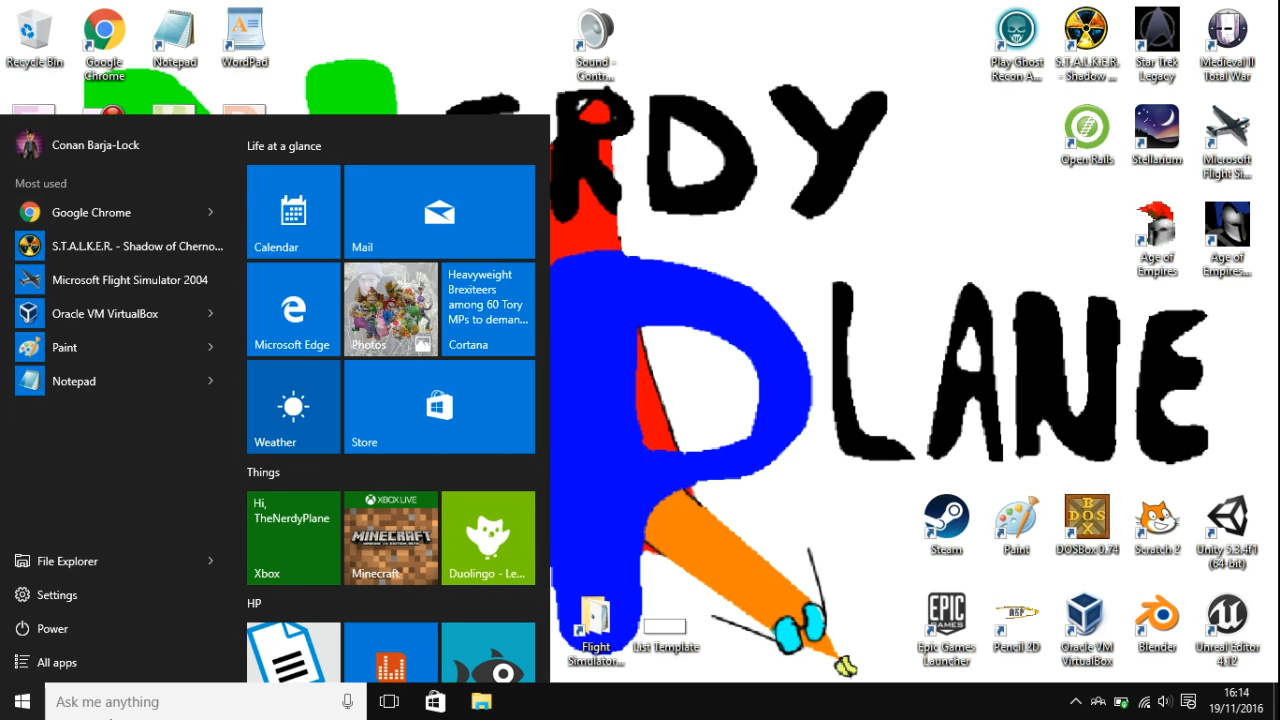 Recycle Bin
Google
Chrome
Notepad
WordPad
Sound -
Contr...
Play Ghost
Recon A...
S.T.A.L.K.E.R.
- Shadow ...
Star Trek
Legacy
Medieval II
Total War
ERDY
Open Rails
Stellarium
Microsoft
Flight Si...
Age of
Empires
Age of
Empires...
PLANE
Conan Barja-Lock
Most used
Google Chrome
S.T.A.L.K.E.R. - Shadow of Cherno...
Microsoft Flight Simulator 2004
Oracle VM VirtualBox
Paint
Notepad
File Explorer
Settings
Power
All apps
Life at a glance
Calendar
Mail
Microsoft Edge
Photos
Heavyweight
Brexiteers
among 60 Tory
MPs to deman...
Cortana
Weather
Store
Things
Hi,
TheNerdyPlane
Xbox
XBOX LIVE
MINECRAFT
Minecraft
Duolingo - Le...
HP
Flight
Simulator...
List Template
Steam
Paint
DOS
BOX
DOSBox 0.74
Scratch 2
Unity 5.3.4f1
(64-bit)
EPIC
GAMES
Epic Games
Launcher
Pencil 2D
Oracle VM
VirtualBox
Blender
Unreal Editor
4.12
Ask me anything
16:14
19/11/2016